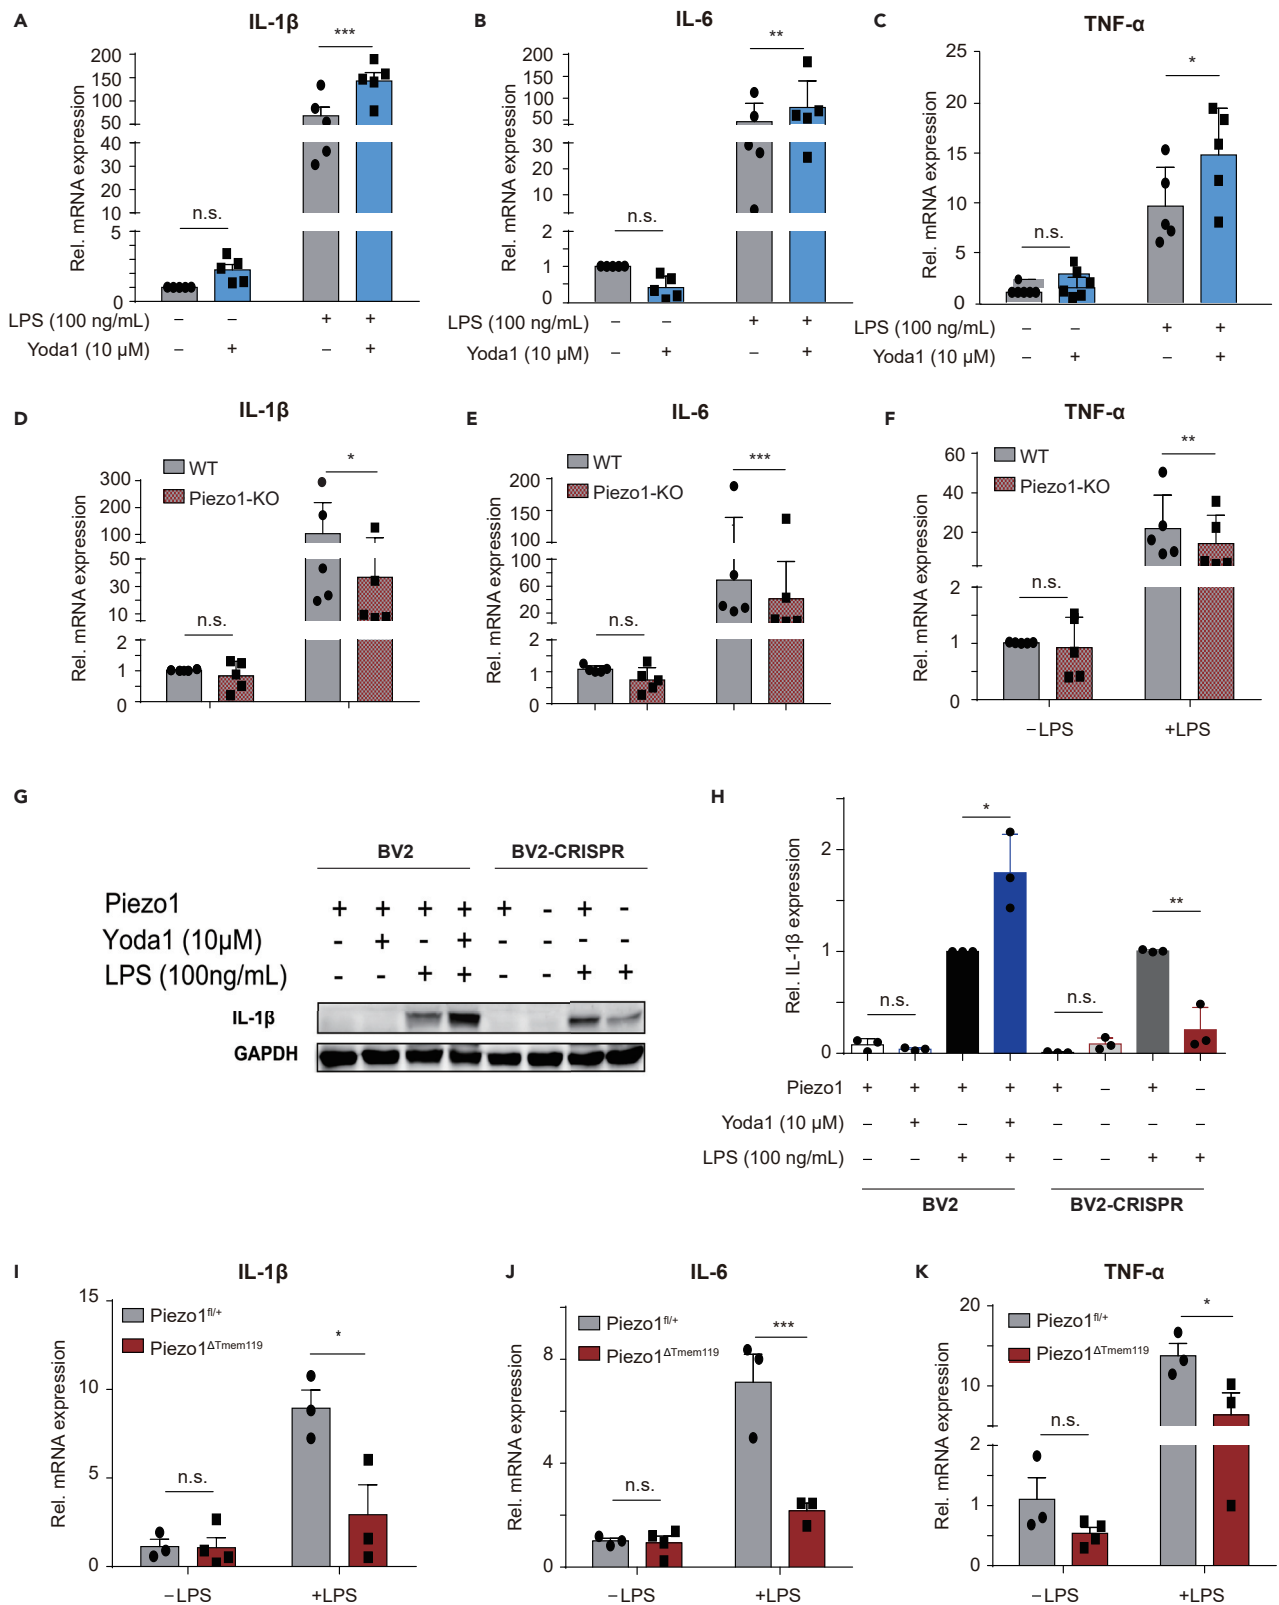 A
IL-1β
Rel. mRNA expression
200
150
100
50
40
30
20
10
5
1
0
n.s.
***
LPS (100 ng/mL) – – + +
Yoda1 (10 µM) – + – +
B
IL-6
Rel. mRNA expression
200
150
100
50
30
20
10
2
1
0
n.s.
**
LPS (100 ng/mL) – – + +
Yoda1 (10 µM) – + – +
C
TNF-α
Rel. mRNA expression
25
20
15
10
5
0
n.s.
*
LPS (100 ng/mL) – – + +
Yoda1 (10 µM) – + – +
D
IL-1β
WT
Piezo1-KO
Rel. mRNA expression
300
200
100
50
30
10
2
1
0
n.s.
*
E
IL-6
WT
Piezo1-KO
Rel. mRNA expression
200
150
100
100
60
20
2
1
0
n.s.
***
F
TNF-α
WT
Piezo1-KO
Rel. mRNA expression
60
40
20
2
1
0
n.s.
**
–LPS +LPS
G
BV2 BV2-CRISPR
Piezo1 + + + + + - + -
Yoda1 (10µM) - + - + - - - -
LPS (100ng/mL) - - + + - - + +
IL-1β
GAPDH
H
Rel. IL-1β expression
2
1
0
n.s.
*
n.s.
**
Piezo1 + + + + + – + –
Yoda1 (10 µM) – + – + – – – –
LPS (100 ng/mL) – – + + – – + +
BV2 BV2-CRISPR
I
IL-1β
Piezo1fl/+
Piezo1ΔTmem119
Rel. mRNA expression
15
10
5
0
n.s.
*
–LPS +LPS
J
IL-6
Piezo1fl/+
Piezo1ΔTmem119
Rel. mRNA expression
8
4
0
n.s.
***
–LPS +LPS
K
TNF-α
Piezo1fl/+
Piezo1ΔTmem119
Rel. mRNA expression
20
10
2
1
0
n.s.
*
–LPS +LPS